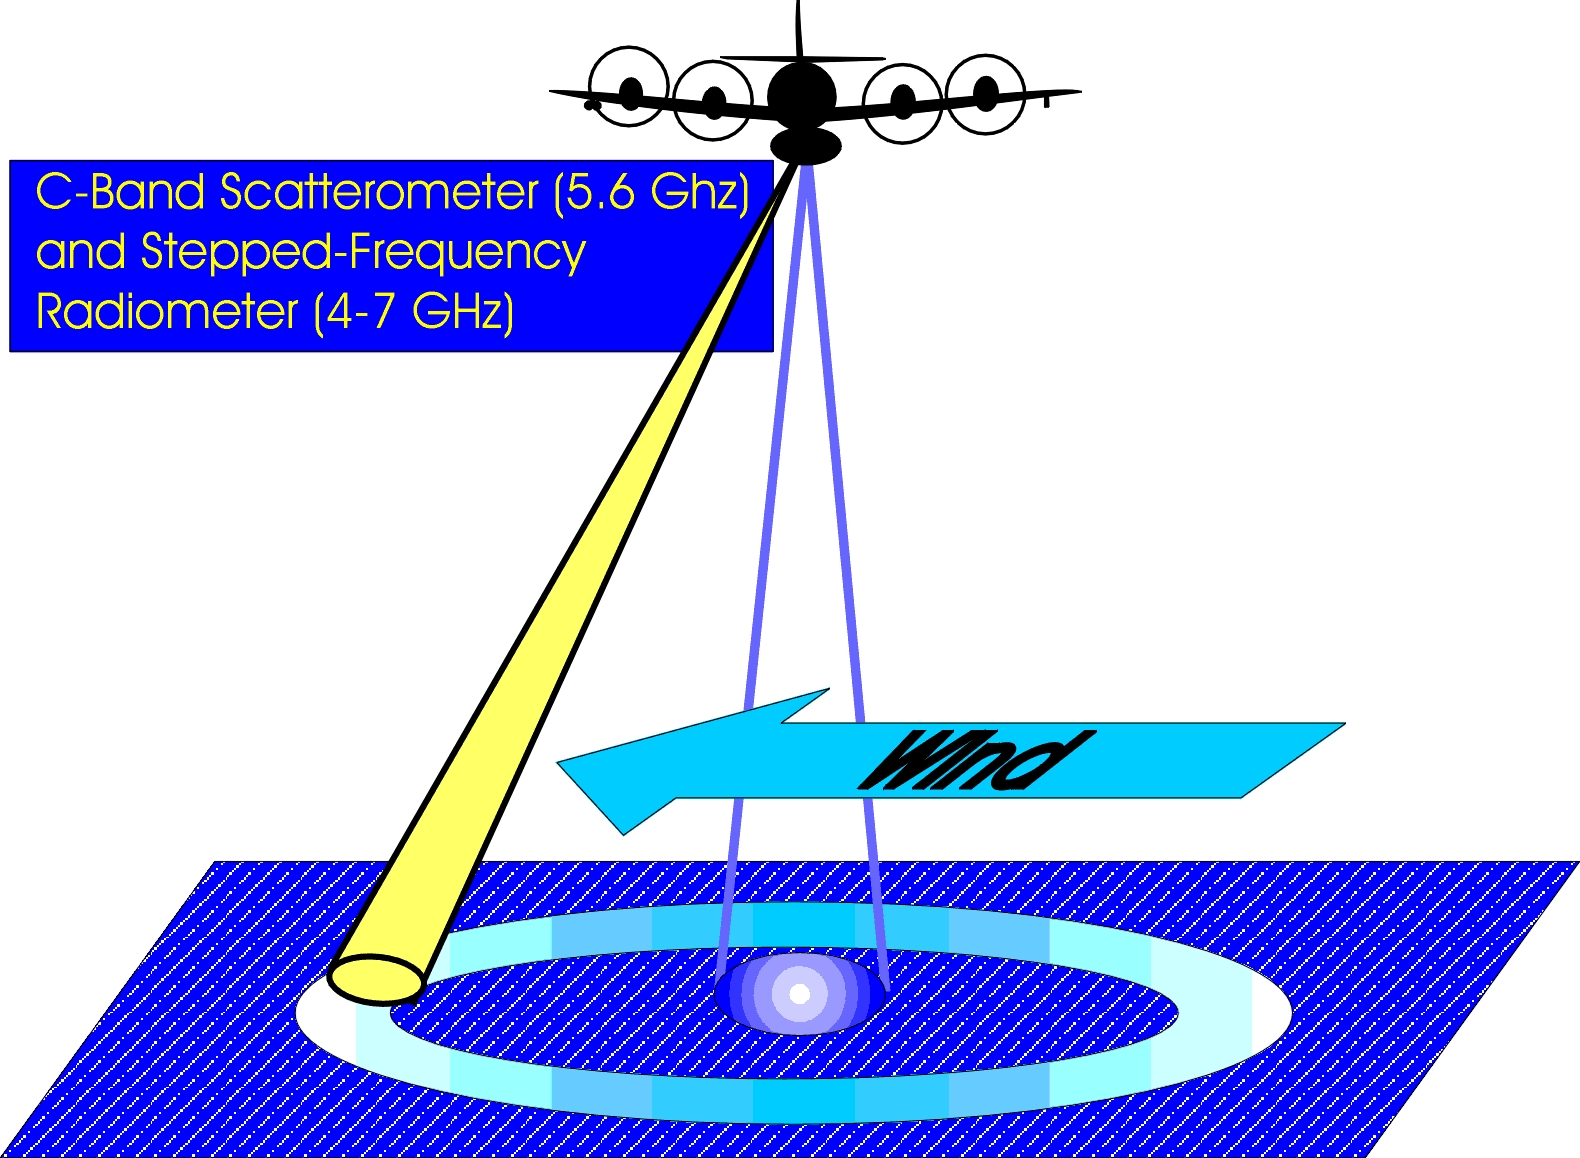 C-Band Scatterometer (5.6 Ghz)
and Stepped-Frequency
Radiometer (4-7 GHz)
Wind